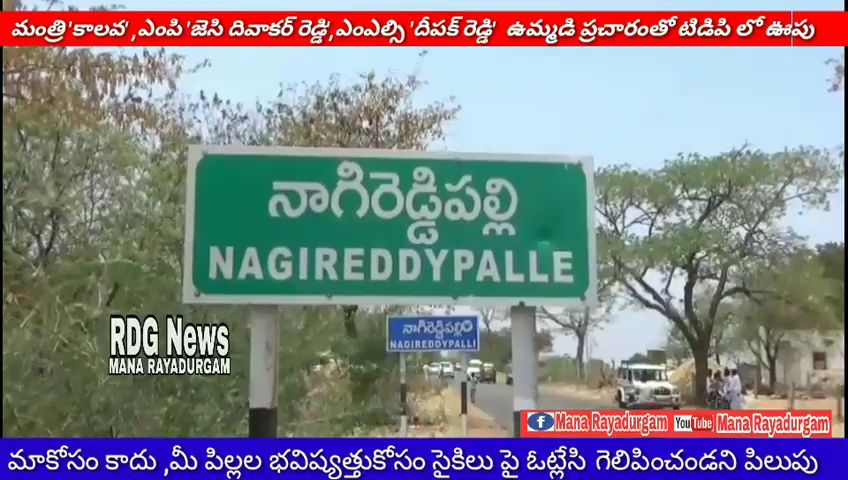 మంత్రి'కాలవ',ఎంపి 'జెసి దివాకర్ రెడ్డి',ఎంఎల్సి 'దీపక్ రెడ్డి' ఉమ్మడి ప్రచారంతో టిడిపి లో ఊపు
నాగిరెడ్డిపల్లి
NAGIREDDYPALLE
నాగిరెడ్డిపల్లి
NAGIREDDYPALLI
RDG News
MANA RAYADURGAM
f Mana Rayadurgam
YouTube Mana Rayadurgam
మాకోసం కాదు ,మీ పిల్లల భవిష్యత్తుకోసం సైకిలు పై ఓట్లేసి గెలిపించండని పిలుపు